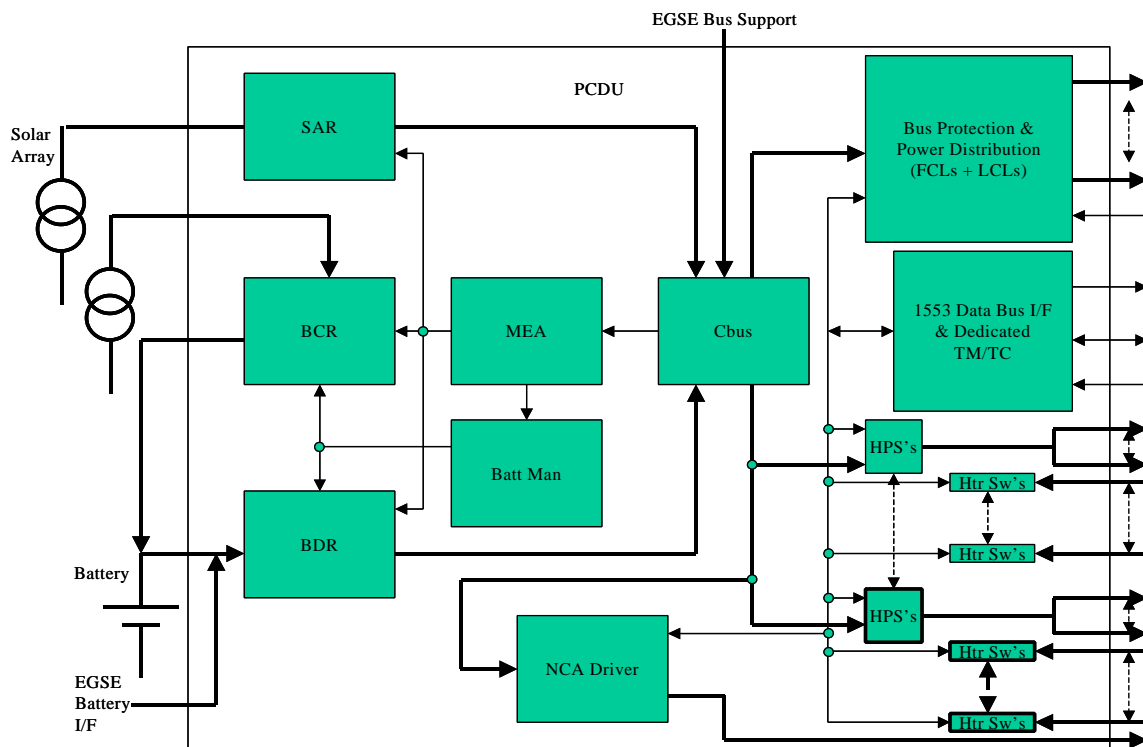 EGSE Bus Support
PCDU
Solar
Array
SAR
Bus Protection &
Power Distribution
(FCLs + LCLs)
BCR
MEA
Cbus
1553 Data Bus I/F
& Dedicated
TM/TC
Batt Man
HPS's
Htr Sw's
BDR
Htr Sw's
Battery
HPS's
NCA Driver
Htr Sw's
EGSE
Battery
I/F
Htr Sw's